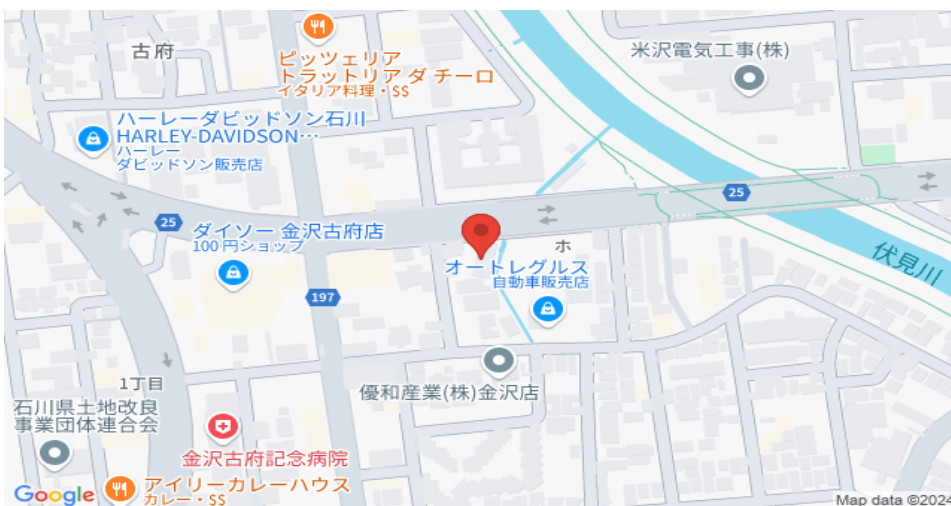 古府
ピッツェリア
トラットリア ダ チーロ
イタリア料理・$$
米沢電気工事(株)
ハーレーダビッドソン石川
HARLEY-DAVIDSON…
ハーレー
ダビッドソン販売店
25
25
ダイソー 金沢古府店
100 円ショップ
ホ
オートレグルス
自動車販売店
伏見川
197
優和産業(株)金沢店
1丁目
石川県土地改良
事業団体連合会
金沢古府記念病院
アイリーカレーハウス
カレー・$$
Google
Map data ©2024